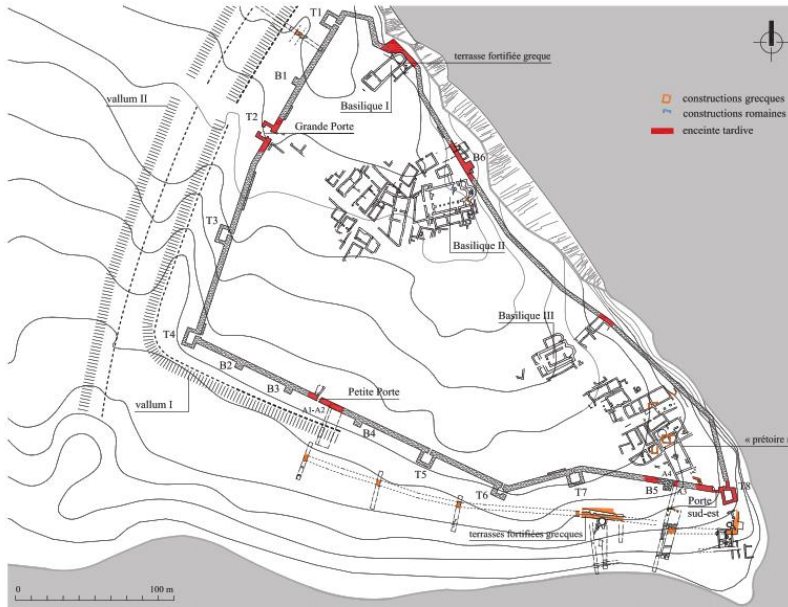 T1
terrasse fortifiée greque
B1
Basilique I
vallum II
T2
Grande Porte
constructions grecques
constructions romaines
enceinte tardive
B6
T3
Basilique II
Basilique III
T4
B2
B3
Petite Porte
vallum I
A1-A2
B4
T5
« prétoire »
A4
T6
T7
B5
A3
T8
Porte
sud-est
terrasses fortifiées grecques
0
100 m